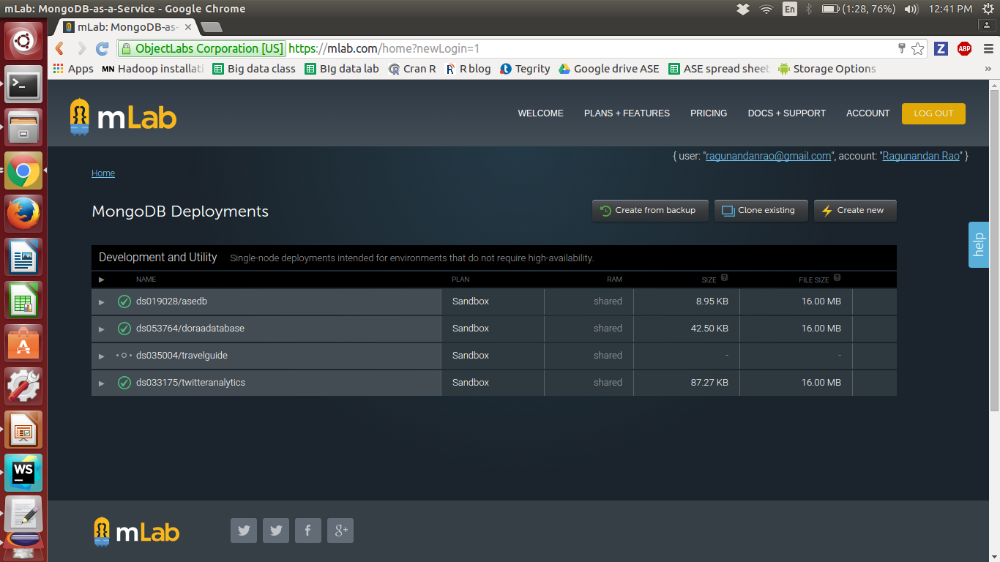 mLab: MongoDB-as-a-Service - Google Chrome
En (1:28, 76%) 12:41 PM
mLab: MongoDB-as-
ObjectLabs Corporation [US] https://mlab.com/home?newLogin=1
Z ABP
Apps MN Hadoop installati Big data class BIg data lab Cran R R blog Tegrity Google drive ASE ASE spread sheet Storage Options »
mLab
WELCOME PLANS + FEATURES PRICING DOCS + SUPPORT ACCOUNT LOG OUT
{ user: "ragunandanrao@gmail.com", account: "Ragunandan Rao" }
Home
MongoDB Deployments
Create from backup Clone existing Create new
help
Development and Utility Single-node deployments intended for environments that do not require high-availability.
NAME PLAN RAM SIZE ? FILE SIZE ?
ds019028/asedb Sandbox shared 8.95 KB 16.00 MB
ds053764/doraadatabase Sandbox shared 42.50 KB 16.00 MB
ds035004/travelguide Sandbox shared - -
ds033175/twitteranalytics Sandbox shared 87.27 KB 16.00 MB
WS
mLab
f g+